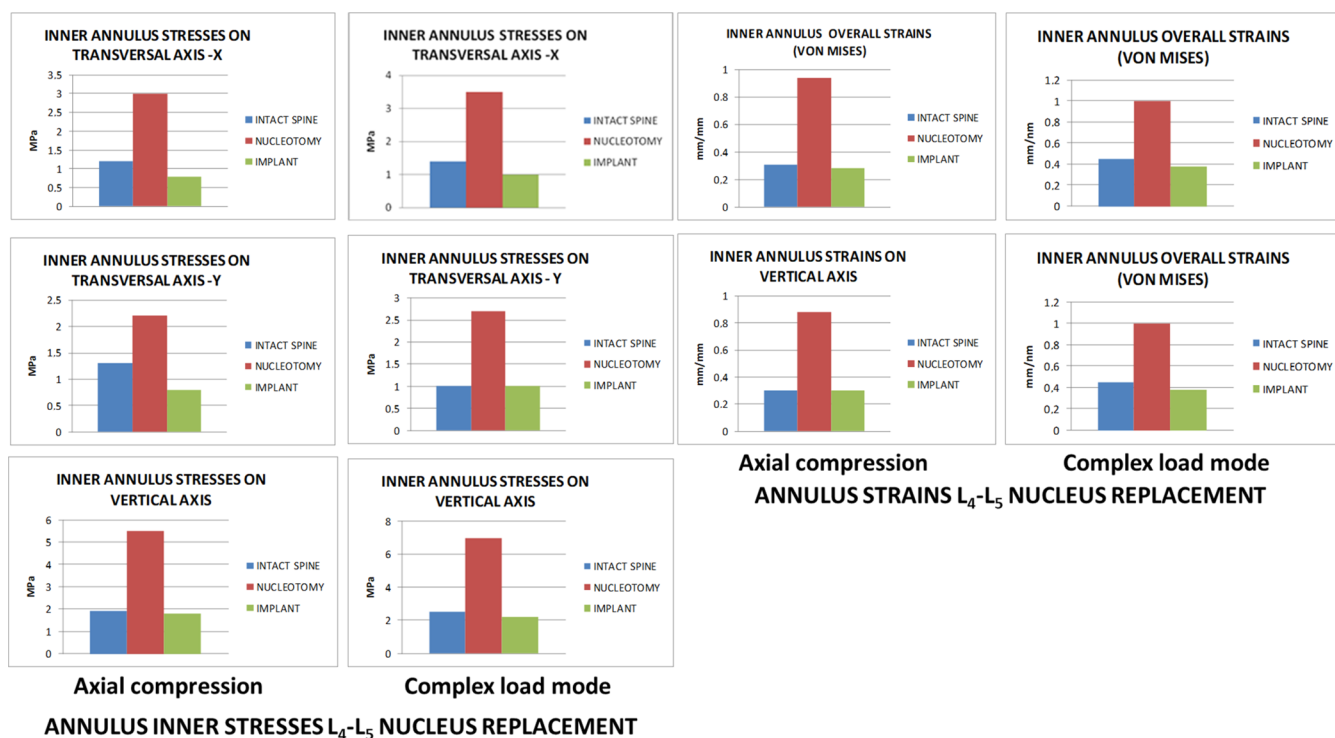 INNER ANNULUS STRESSES ON
TRANSVERSAL AXIS -X
3.5
3
2.5
2
1.5
1
0.5
0
MPa
INTACT SPINE
NUCLEOTOMY
IMPLANT
INNER ANNULUS STRESSES ON
TRANSVERSAL AXIS -X
4
3
2
1
0
MPa
INTACT SPINE
NUCLEOTOMY
IMPLANT
INNER ANNULUS OVERALL STRAINS
(VON MISES)
1
0.8
0.6
0.4
0.2
0
mm/mm
INTACT SPINE
NUCLEOTOMY
IMPLANT
INNER ANNULUS OVERALL STRAINS
(VON MISES)
1.2
1
0.8
0.6
0.4
0.2
0
mm/nm
INTACT SPINE
NUCLEOTOMY
IMPLANT
INNER ANNULUS STRESSES ON
TRANSVERSAL AXIS -Y
2.5
2
1.5
1
0.5
0
MPa
INTACT SPINE
NUCLEOTOMY
IMPLANT
INNER ANNULUS STRESSES ON
TRANSVERSAL AXIS - Y
3
2.5
2
1.5
1
0.5
0
MPa
INTACT SPINE
NUCLEOTOMY
IMPLANT
INNER ANNULUS STRAINS ON
VERTICAL AXIS
1
0.8
0.6
0.4
0.2
0
mm/mm
INTACT SPINE
NUCLEOTOMY
IMPLANT
INNER ANNULUS OVERALL STRAINS
(VON MISES)
1.2
1
0.8
0.6
0.4
0.2
0
mm/nm
INTACT SPINE
NUCLEOTOMY
IMPLANT
Axial compression
Complex load mode
ANNULUS STRAINS L4-L5 NUCLEUS REPLACEMENT
INNER ANNULUS STRESSES ON
VERTICAL AXIS
6
5
4
3
2
1
0
MPa
INTACT SPINE
NUCLEOTOMY
IMPLANT
INNER ANNULUS STRESSES ON
VERTICAL AXIS
8
6
4
2
0
MPa
INTACT SPINE
NUCLEOTOMY
IMPLANT
Axial compression
Complex load mode
ANNULUS INNER STRESSES L4-L5 NUCLEUS REPLACEMENT